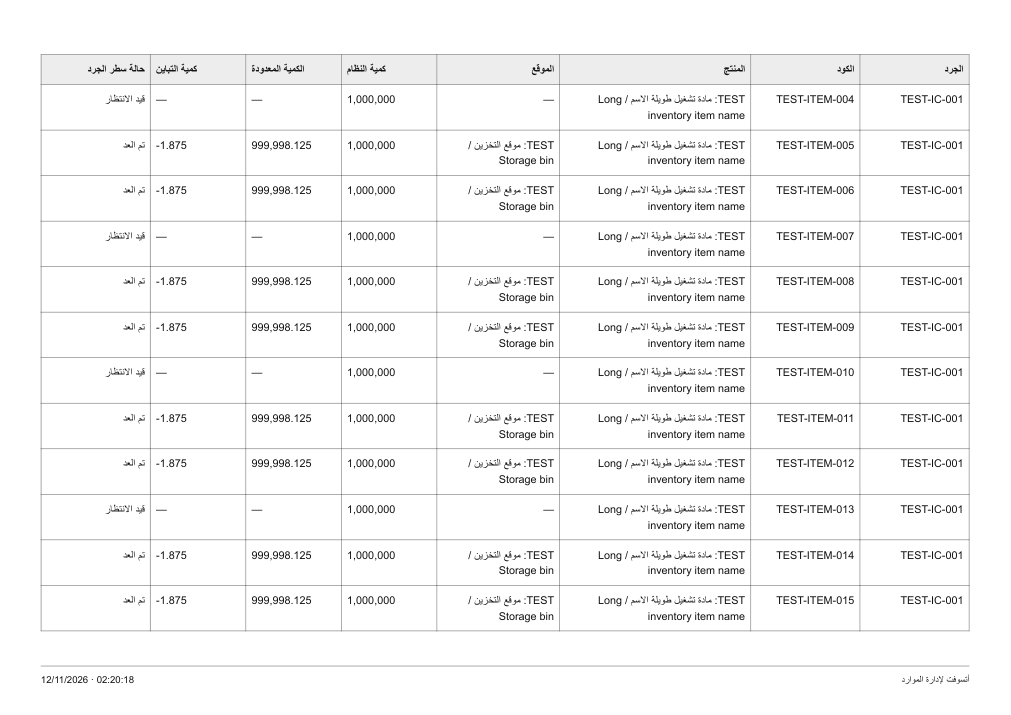 الجرد الكود المنتج الموقع كمية النظام الكمية المعدودة كمية التباين حالة سطر الجرد
TEST-IC-001 TEST-ITEM-004 TEST: مادة تشغيل طويلة الاسم / Long — 1,000,000 — — قيد الانتظار
inventory item name
TEST-IC-001 TEST-ITEM-005 TEST: مادة تشغيل طويلة الاسم / Long TEST: موقع التخزين / 1,000,000 999,998.125 -1.875 تم العد
inventory item name Storage bin
TEST-IC-001 TEST-ITEM-006 TEST: مادة تشغيل طويلة الاسم / Long TEST: موقع التخزين / 1,000,000 999,998.125 -1.875 تم العد
inventory item name Storage bin
TEST-IC-001 TEST-ITEM-007 TEST: مادة تشغيل طويلة الاسم / Long — 1,000,000 — — قيد الانتظار
inventory item name
TEST-IC-001 TEST-ITEM-008 TEST: مادة تشغيل طويلة الاسم / Long TEST: موقع التخزين / 1,000,000 999,998.125 -1.875 تم العد
inventory item name Storage bin
TEST-IC-001 TEST-ITEM-009 TEST: مادة تشغيل طويلة الاسم / Long TEST: موقع التخزين / 1,000,000 999,998.125 -1.875 تم العد
inventory item name Storage bin
TEST-IC-001 TEST-ITEM-010 TEST: مادة تشغيل طويلة الاسم / Long — 1,000,000 — — قيد الانتظار
inventory item name
TEST-IC-001 TEST-ITEM-011 TEST: مادة تشغيل طويلة الاسم / Long TEST: موقع التخزين / 1,000,000 999,998.125 -1.875 تم العد
inventory item name Storage bin
TEST-IC-001 TEST-ITEM-012 TEST: مادة تشغيل طويلة الاسم / Long TEST: موقع التخزين / 1,000,000 999,998.125 -1.875 تم العد
inventory item name Storage bin
TEST-IC-001 TEST-ITEM-013 TEST: مادة تشغيل طويلة الاسم / Long — 1,000,000 — — قيد الانتظار
inventory item name
TEST-IC-001 TEST-ITEM-014 TEST: مادة تشغيل طويلة الاسم / Long TEST: موقع التخزين / 1,000,000 999,998.125 -1.875 تم العد
inventory item name Storage bin
TEST-IC-001 TEST-ITEM-015 TEST: مادة تشغيل طويلة الاسم / Long TEST: موقع التخزين / 1,000,000 999,998.125 -1.875 تم العد
inventory item name Storage bin
أتسوفت لإدارة الموارد 12/11/2026 · 02:20:18